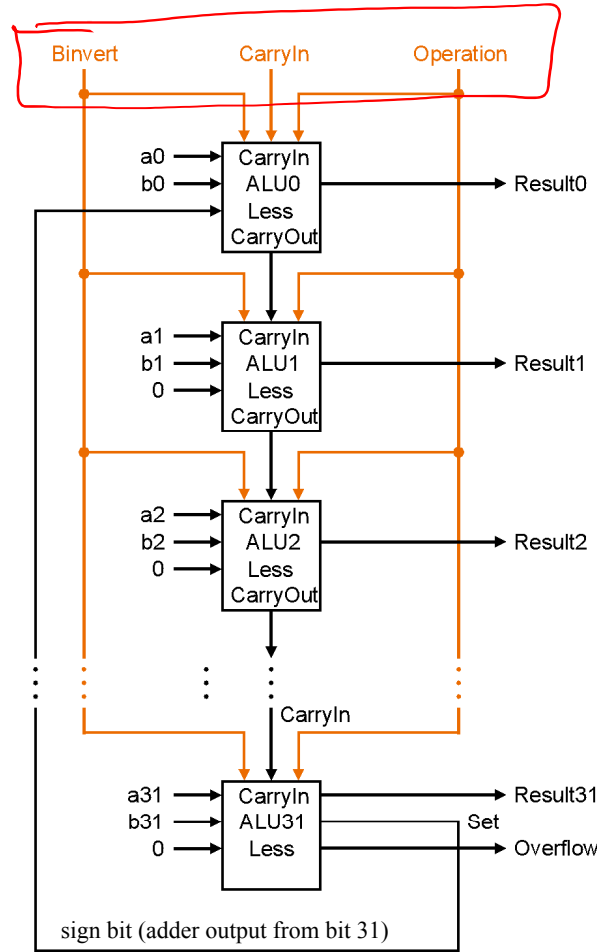 Binvert CarryIn Operation
a0 CarryIn
b0 ALU0 Result0
Less
CarryOut
a1 CarryIn
b1 ALU1 Result1
0 Less
CarryOut
a2 CarryIn
b2 ALU2 Result2
0 Less
CarryOut
CarryIn
a31 CarryIn Result31
b31 ALU31 Set
0 Less Overflow
sign bit (adder output from bit 31)